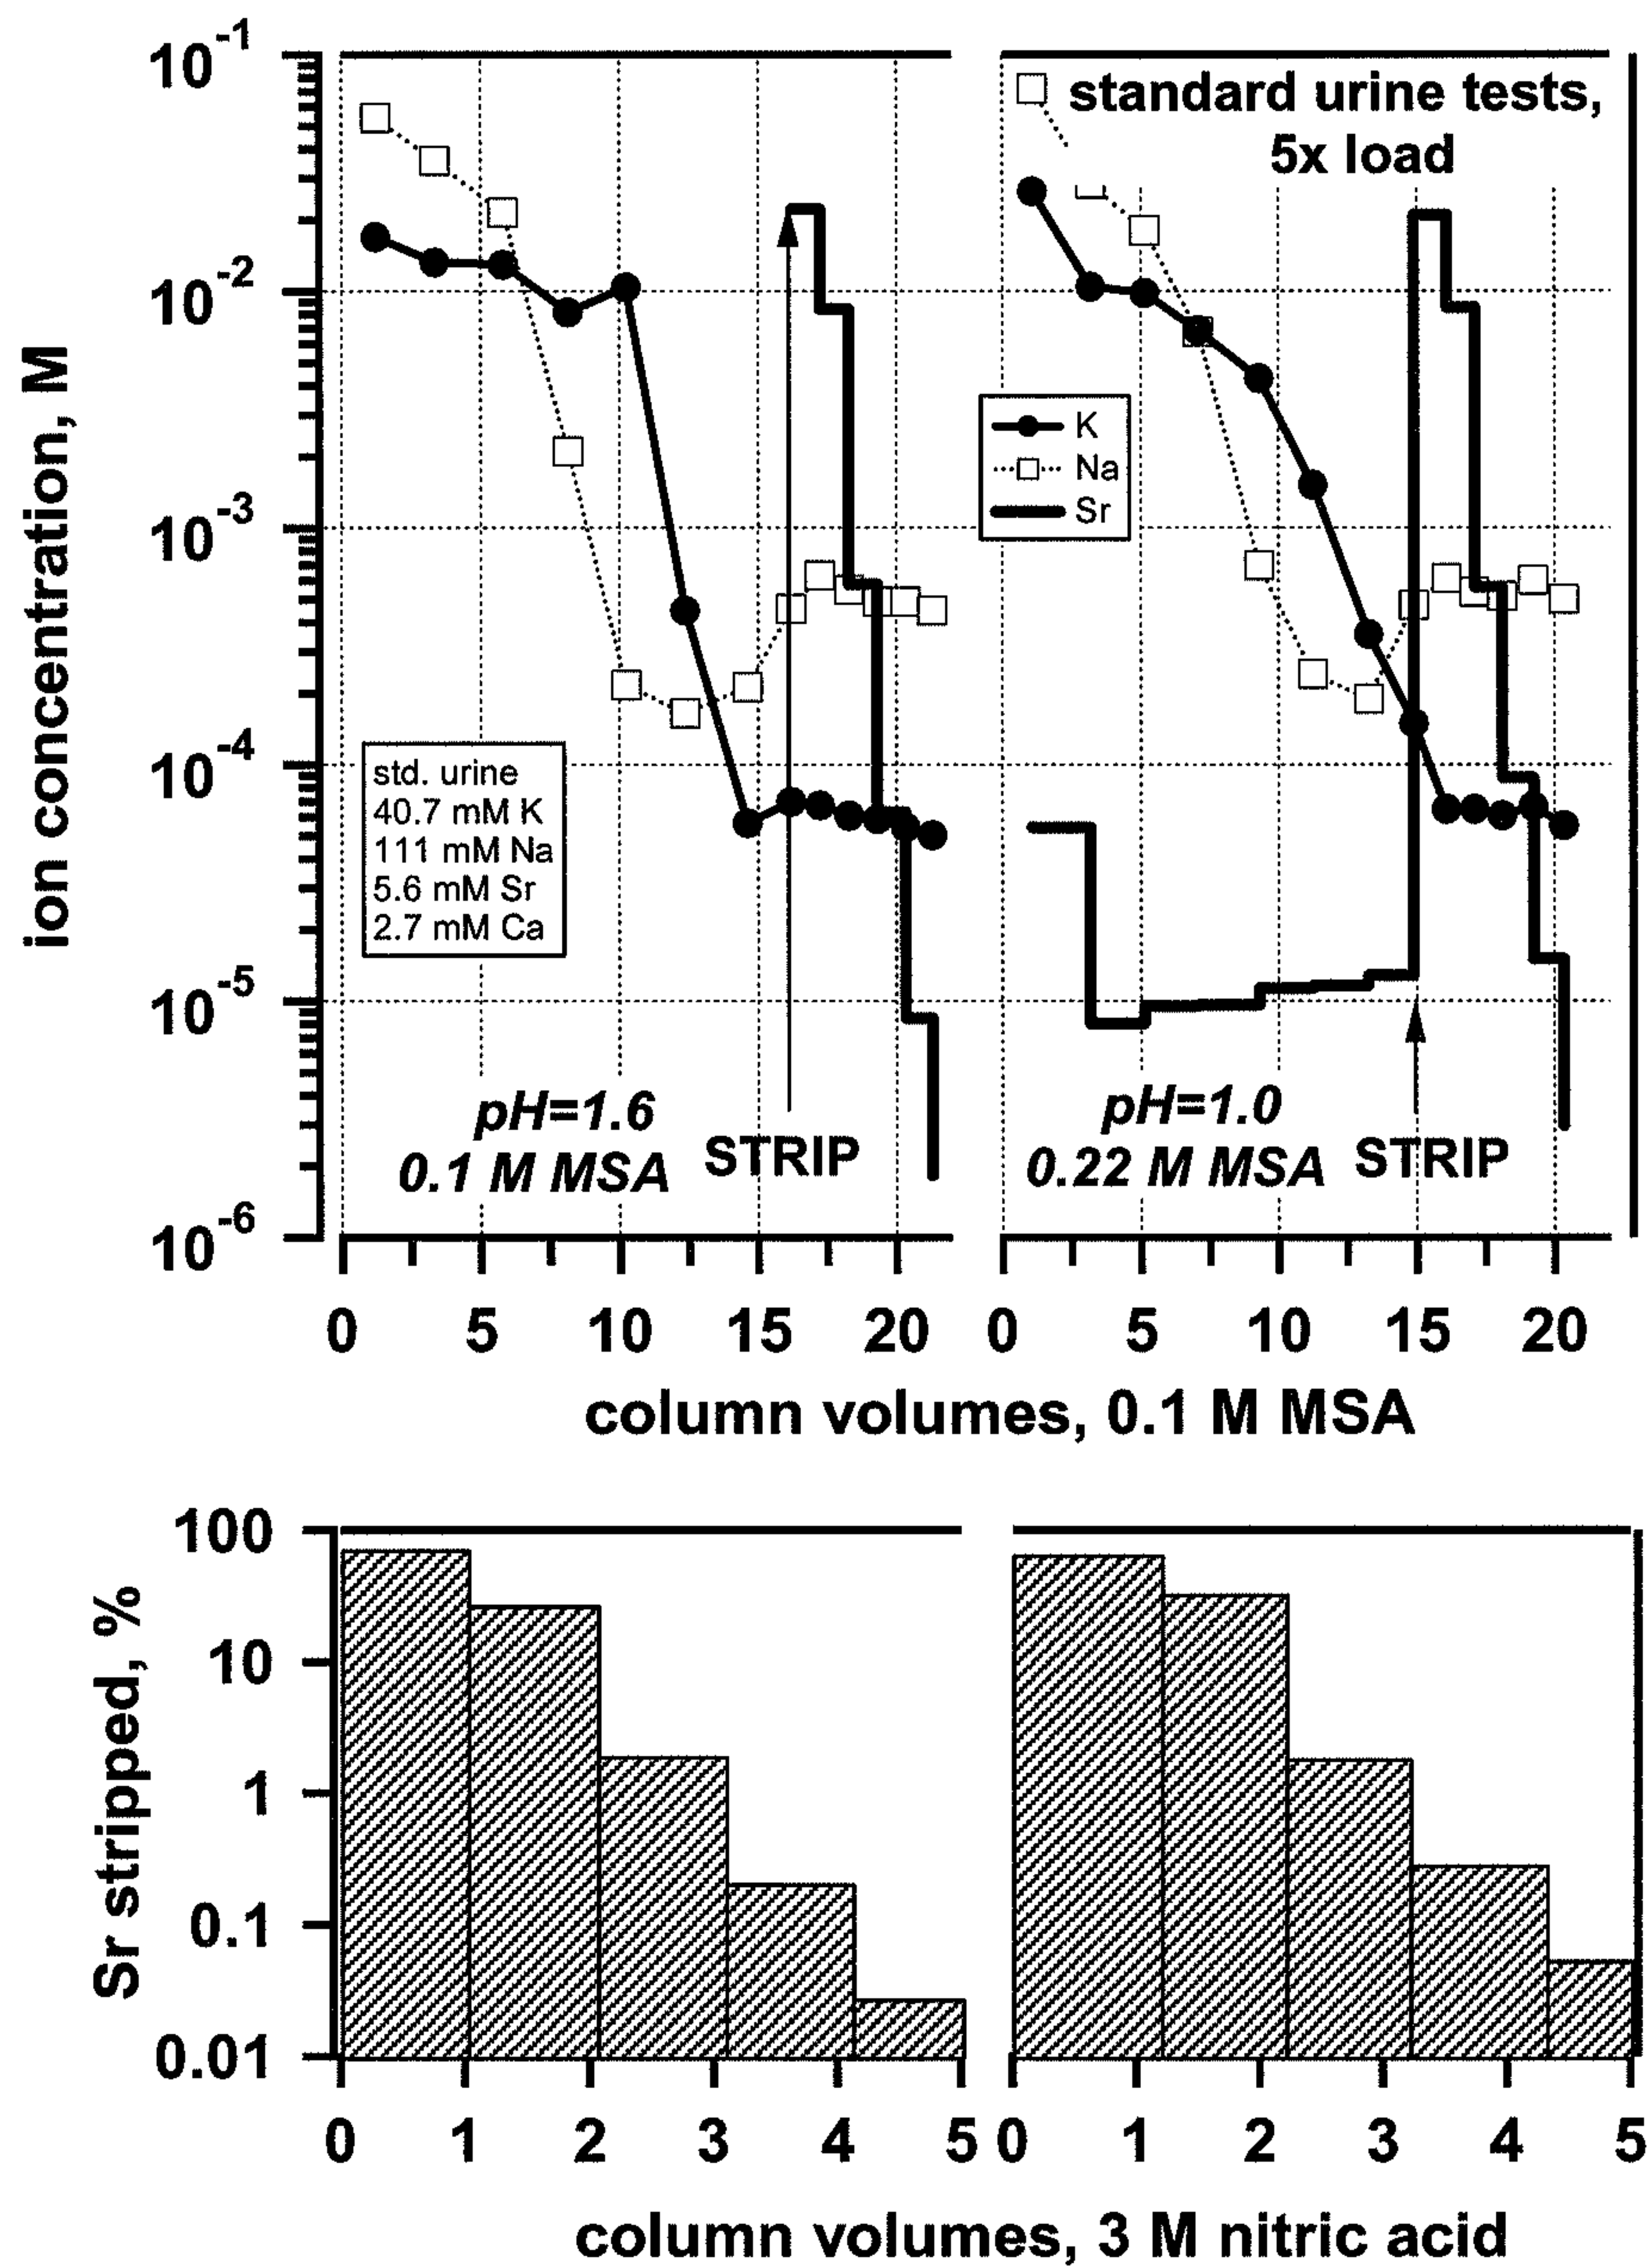 ion concentration, M
10-1
10-2
10-3
10-4
10-5
10-6
standard urine tests,
5x load
K
Na
Sr
std. urine
40.7 mM K
111 mM Na
5.6 mM Sr
2.7 mM Ca
pH=1.6
0.1 M MSA
STRIP
pH=1.0
0.22 M MSA
STRIP
0 5 10 15 20 0 5 10 15 20
column volumes, 0.1 M MSA
Sr stripped, %
100
10
1
0.1
0.01
0 1 2 3 4 5 0 1 2 3 4 5
column volumes, 3 M nitric acid